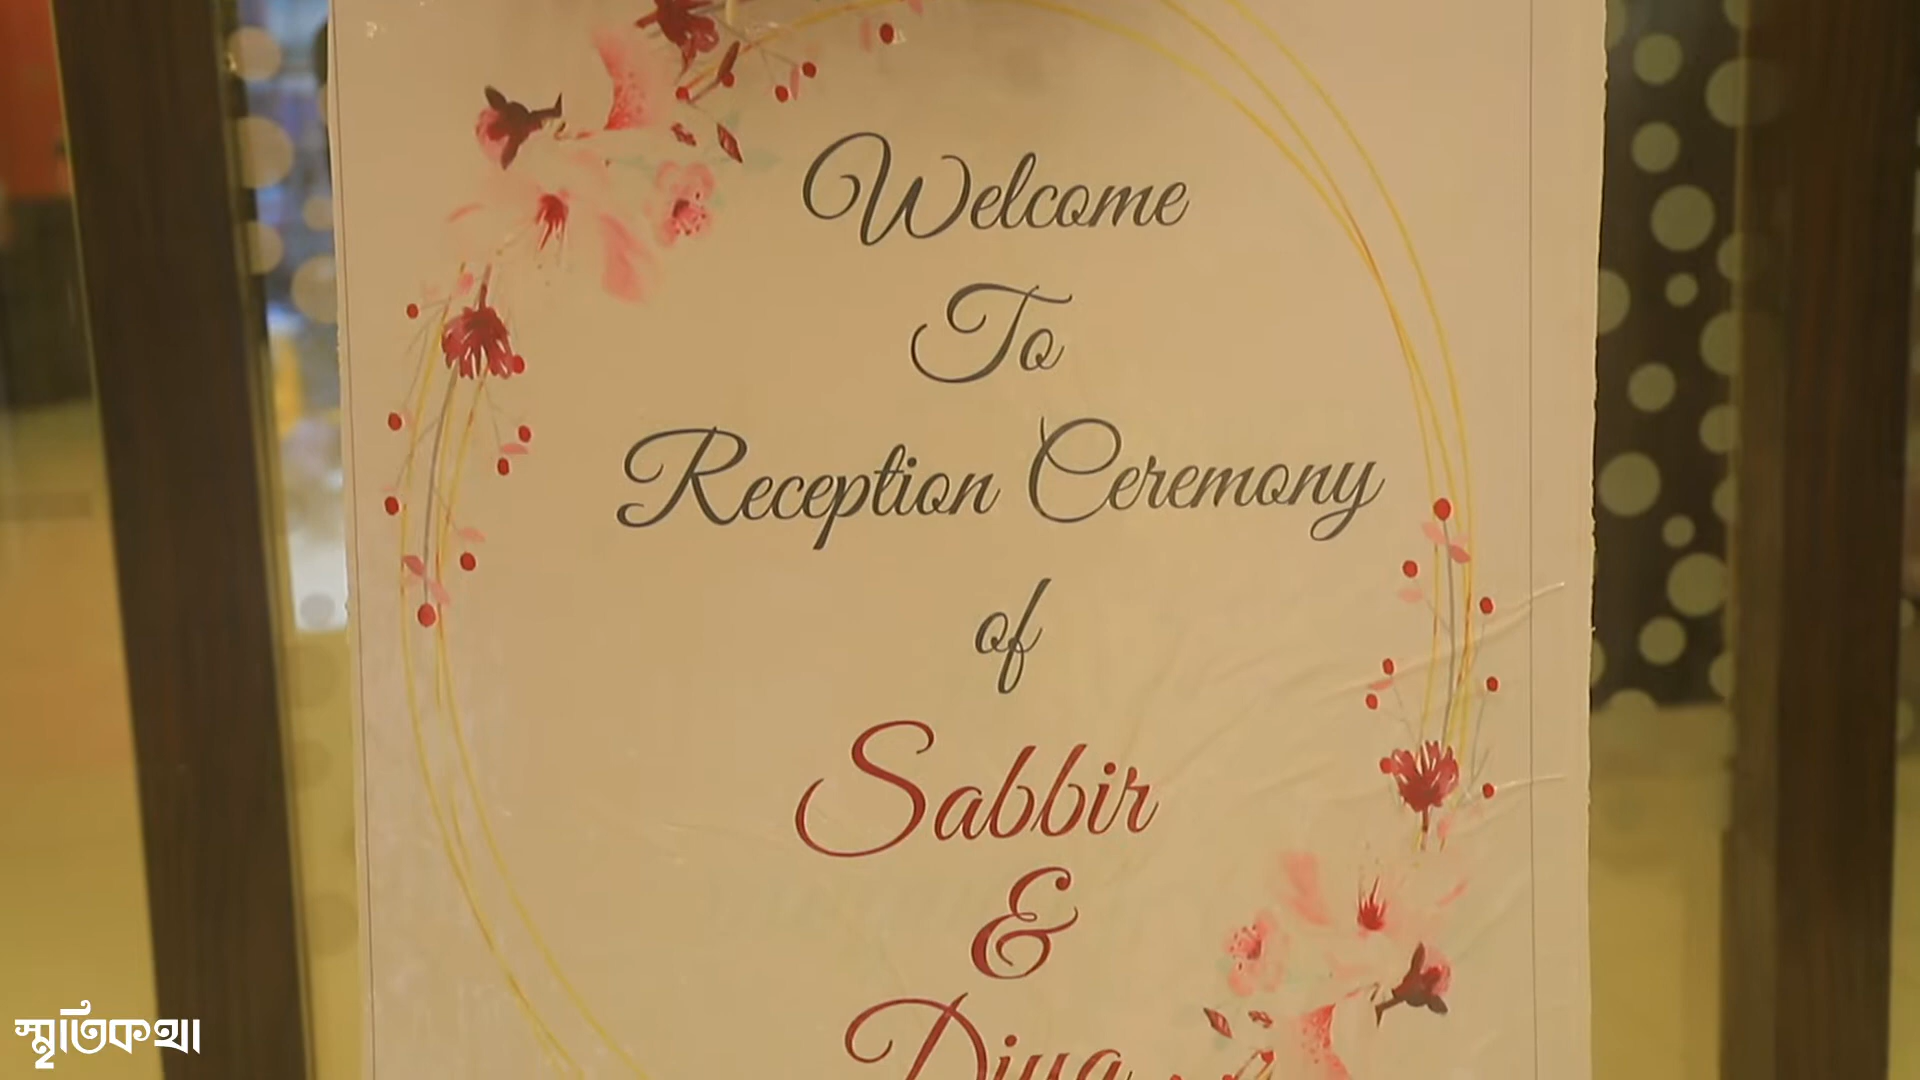 Welcome
To
Reception Ceremony
of
Sabbir
&
Diya
স্মৃতিকথা